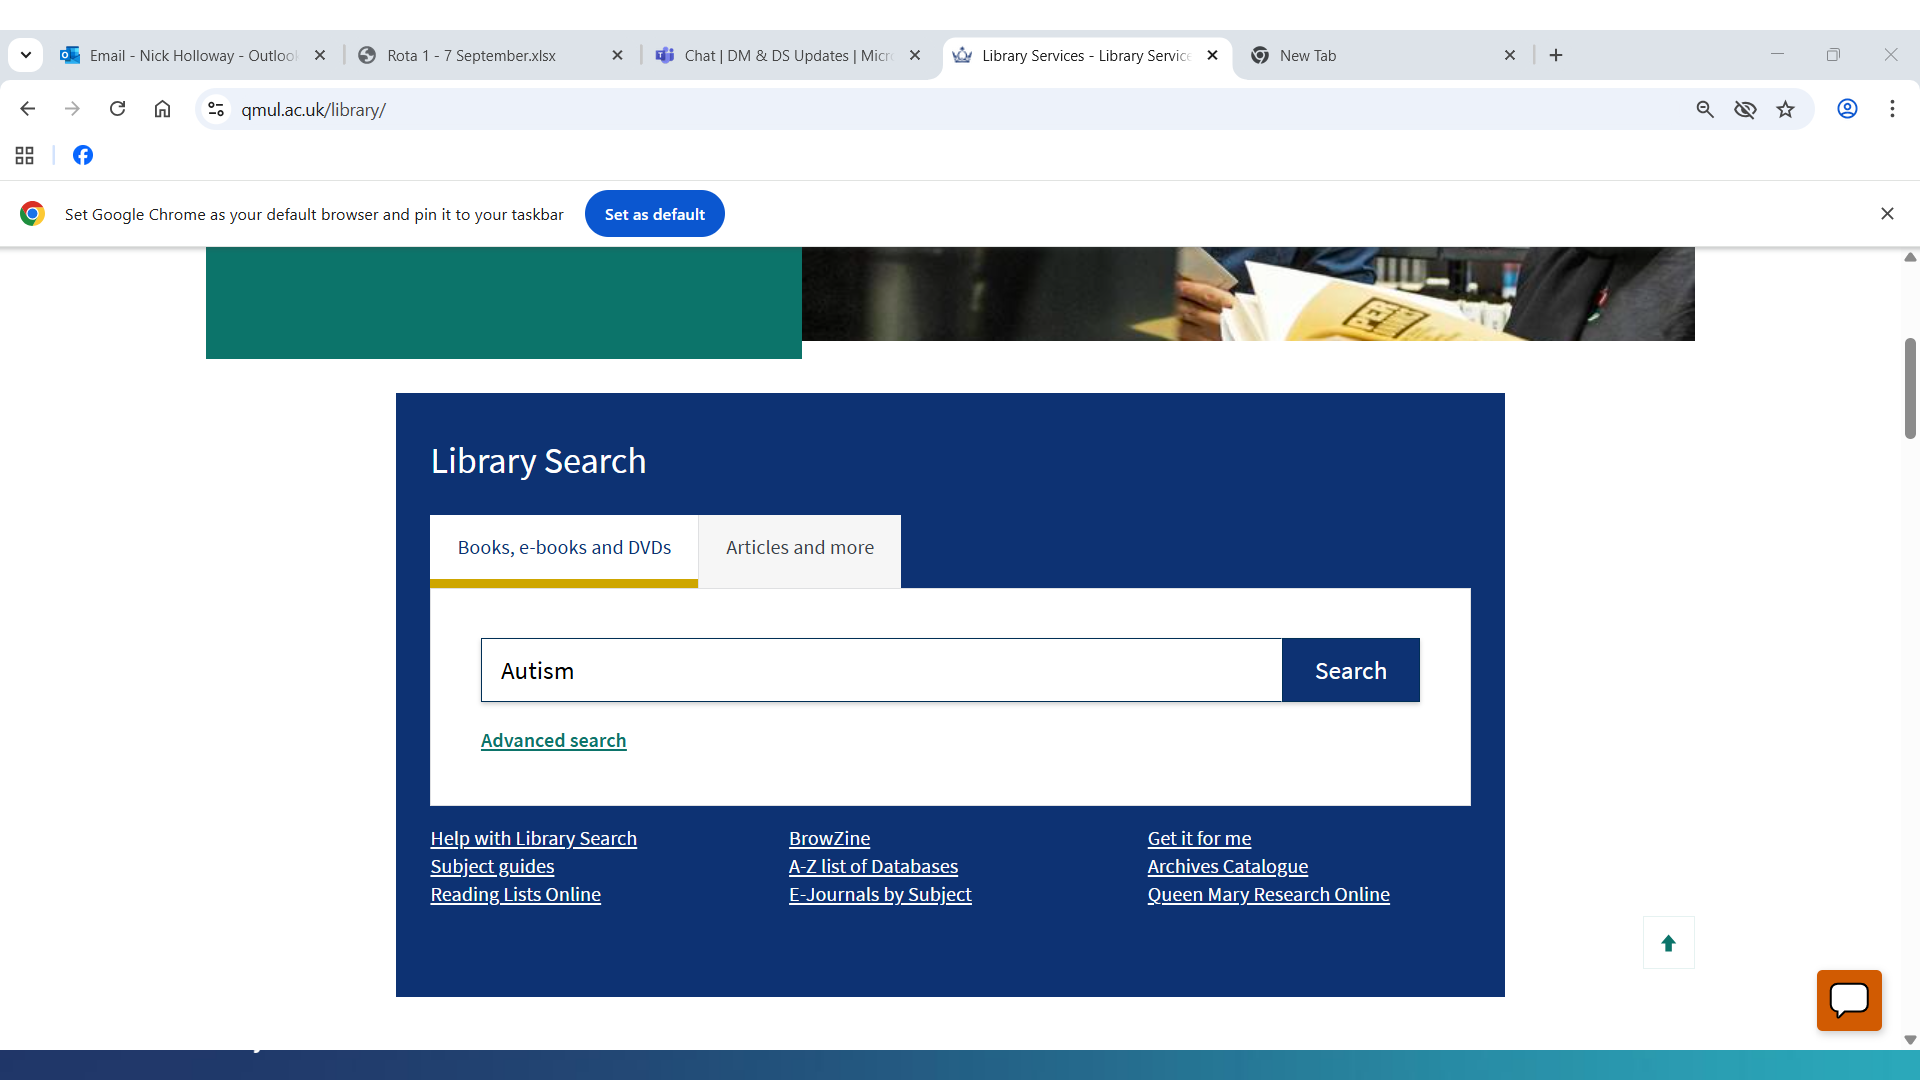 Email - Nick Holloway - Outlook
Rota 1 - 7 September.xlsx
Chat | DM & DS Updates | Micr
Library Services - Library Service
New Tab
qmul.ac.uk/library/
Set Google Chrome as your default browser and pin it to your taskbar
Set as default
Library Search
Books, e-books and DVDs
Articles and more
Autism
Search
Advanced search
Help with Library Search
BrowZine
Get it for me
Subject guides
A-Z list of Databases
Archives Catalogue
Reading Lists Online
E-Journals by Subject
Queen Mary Research Online